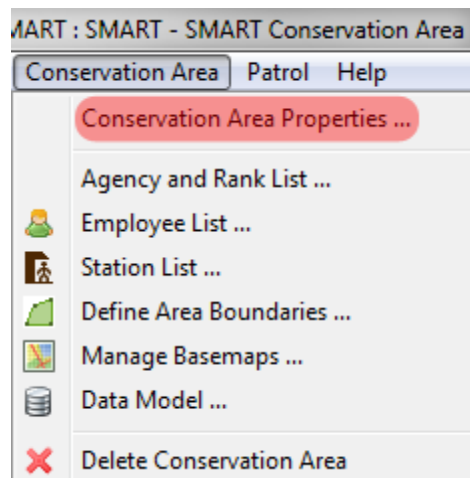 : SMART - SMART Conservation Area
Conservation Area Patrol Help
Conservation Area Properties ...
Agency and Rank List ...
Employee List ...
Station List ...
Define Area Boundaries ...
Manage Basemaps ...
Data Model ...
Delete Conservation Area